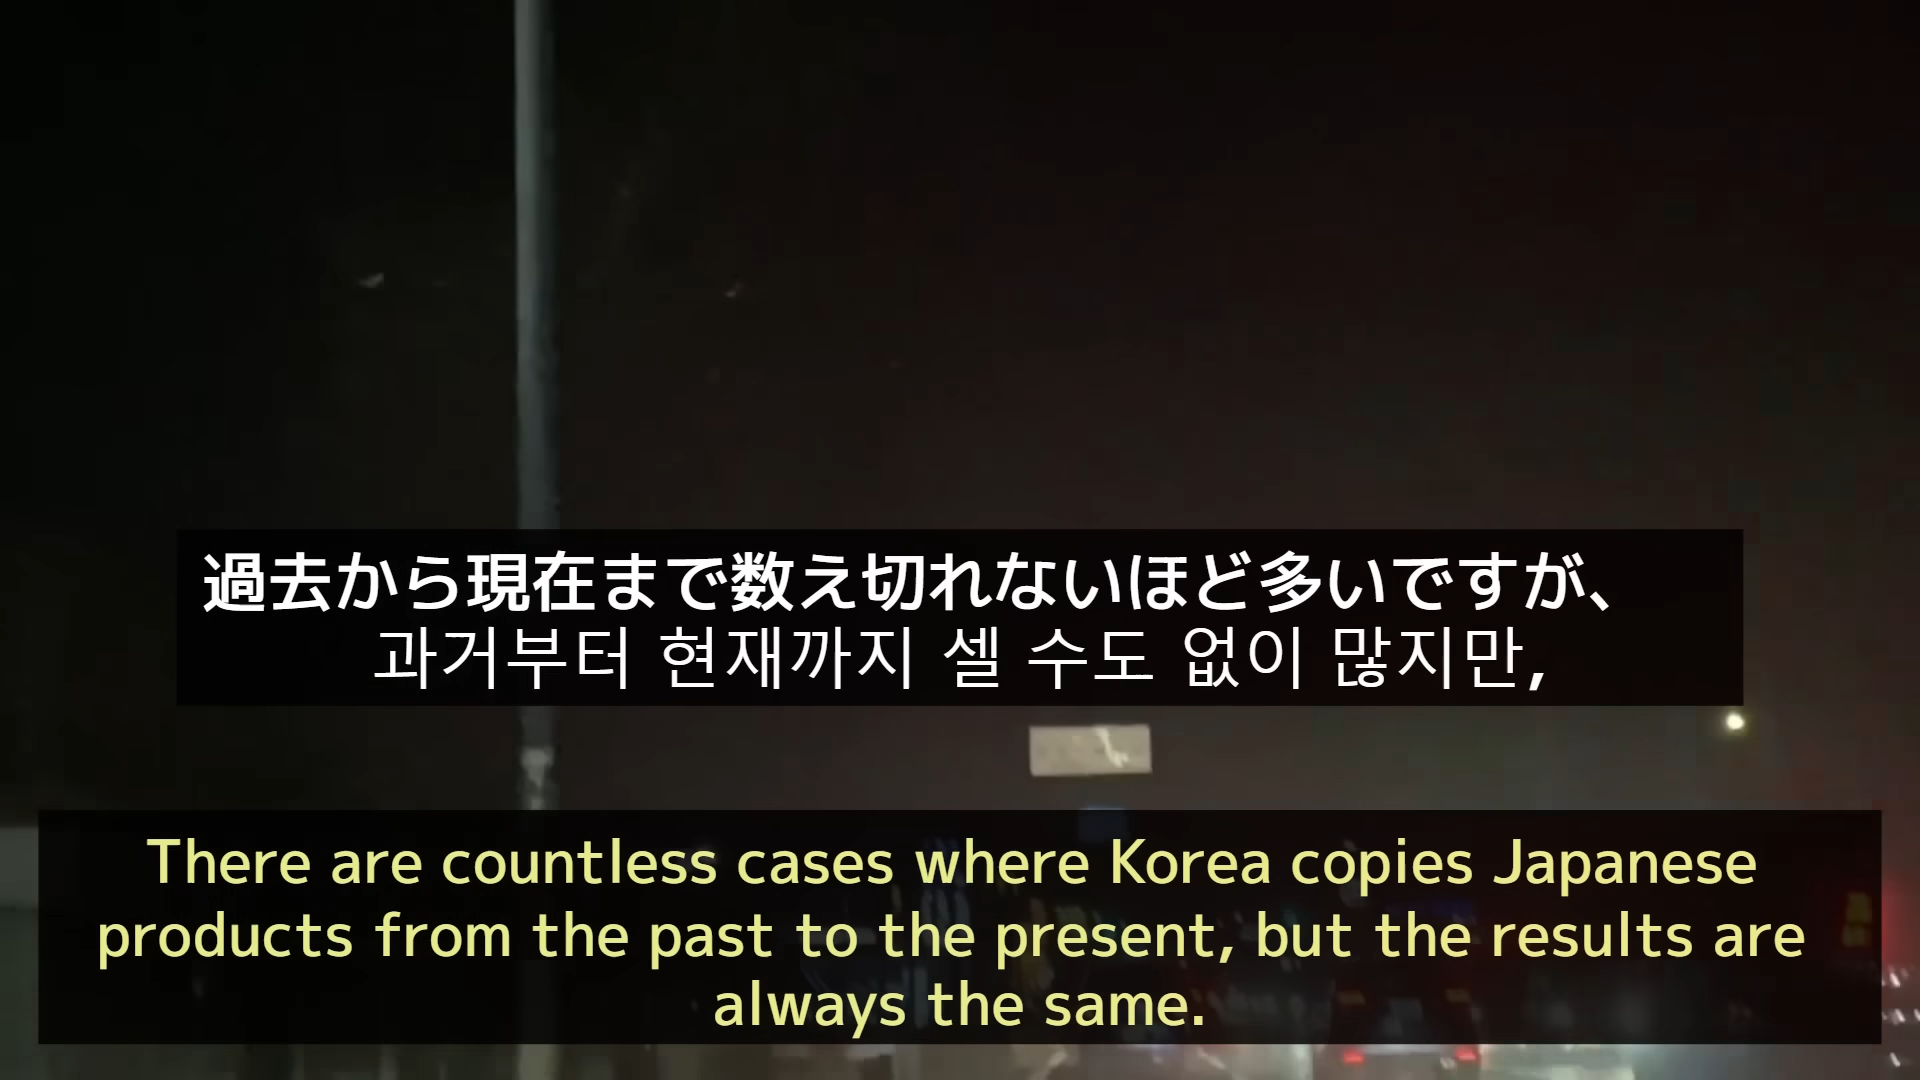 過去から現在まで数え切れないほど多いですが、
과거부터 현재까지 셀 수도 없이 많지만,
There are countless cases where Korea copies Japanese
products from the past to the present, but the results are
always the same.